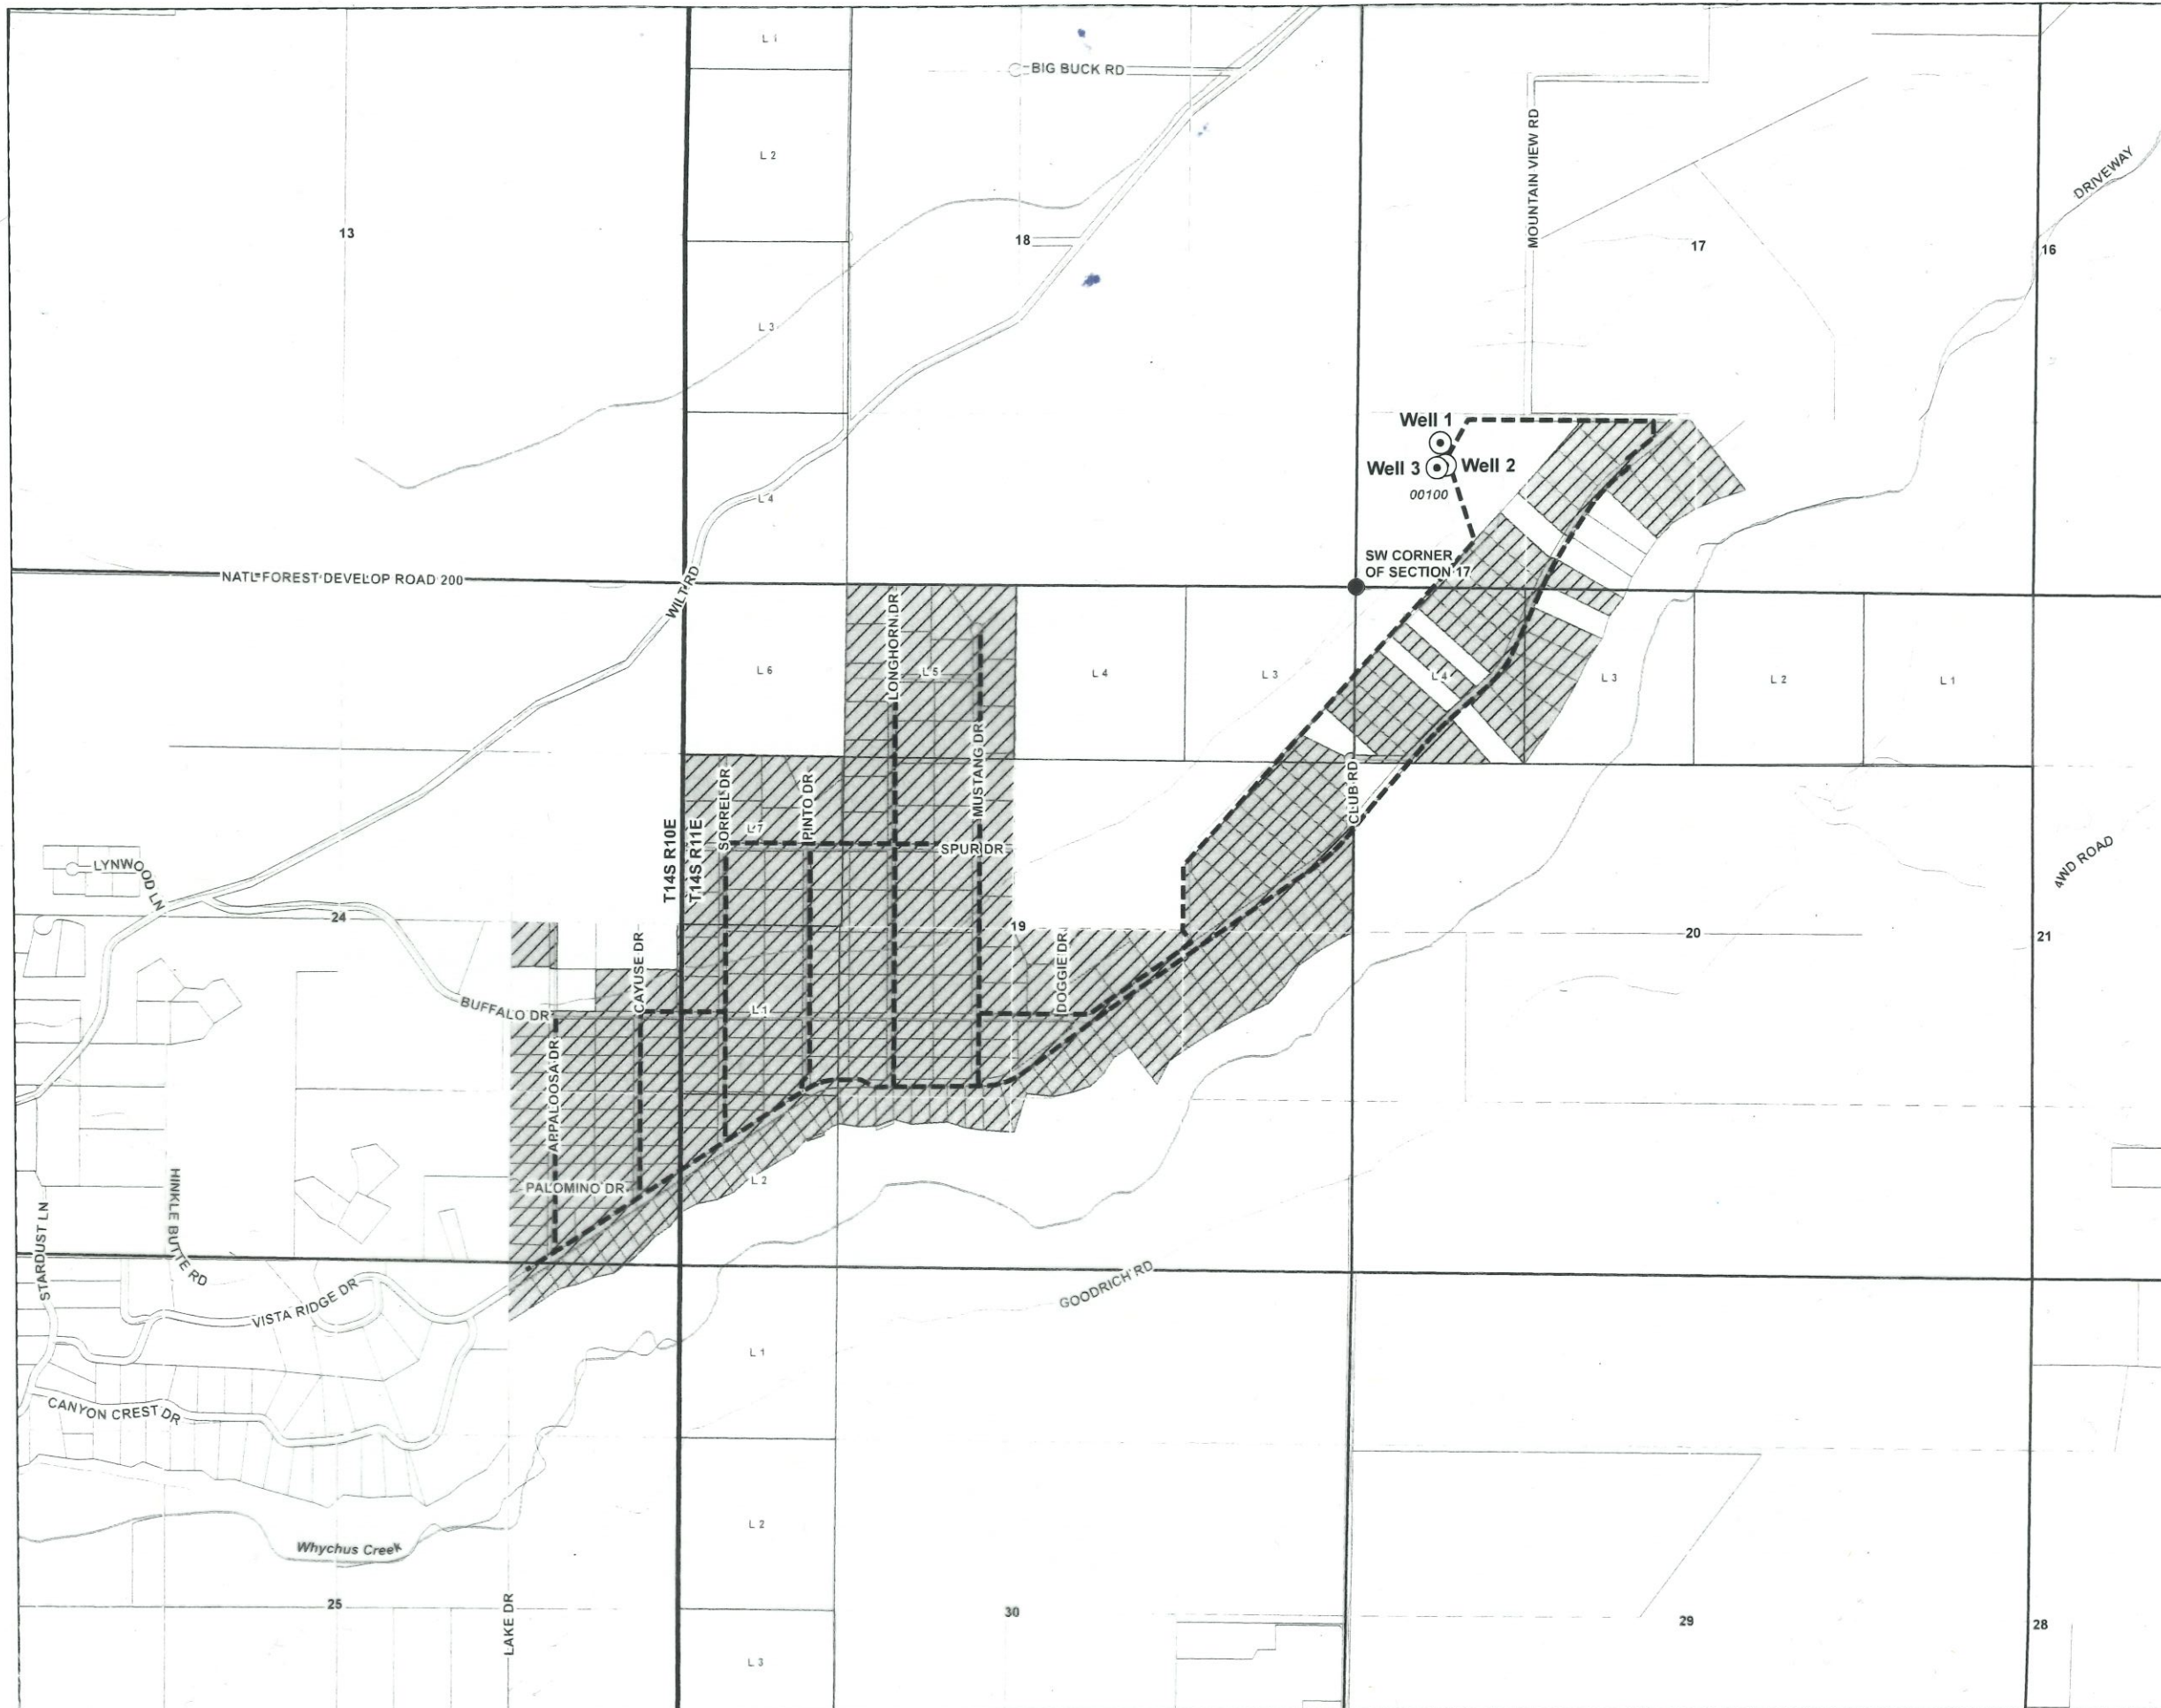 L 1
BIG BUCK RD
L 2
MOUNTAIN VIEW RD
DRIVEWAY
13
18
17
16
L 3
Well 1
Well 3
Well 2
00100
L 4
SW CORNER
OF SECTION 17
NATL FOREST DEVELOP ROAD 200
WILT RD
LONGHORN DR
L 6
L 5
L 4
L 3
L 4
L 3
L 2
L 1
MUSTANG DR
SORREL DR
PINTO DR
CLUB RD
T14S R10E
T14S R11E
L 7
SPUR DR
LYNWOOD LN
4WD ROAD
24
19
20
21
CAYUSE DR
DOGGIE DR
BUFFALO DR
L 1
APPALOOSA DR
PALOMINO DR
L 2
STARDUST LN
HINKLE BUTTE RD
VISTA RIDGE DR
GOODRICH RD
L 1
CANYON CREST DR
L 2
Whychus Creek
25
LAKE DR
30
29
28
L 3